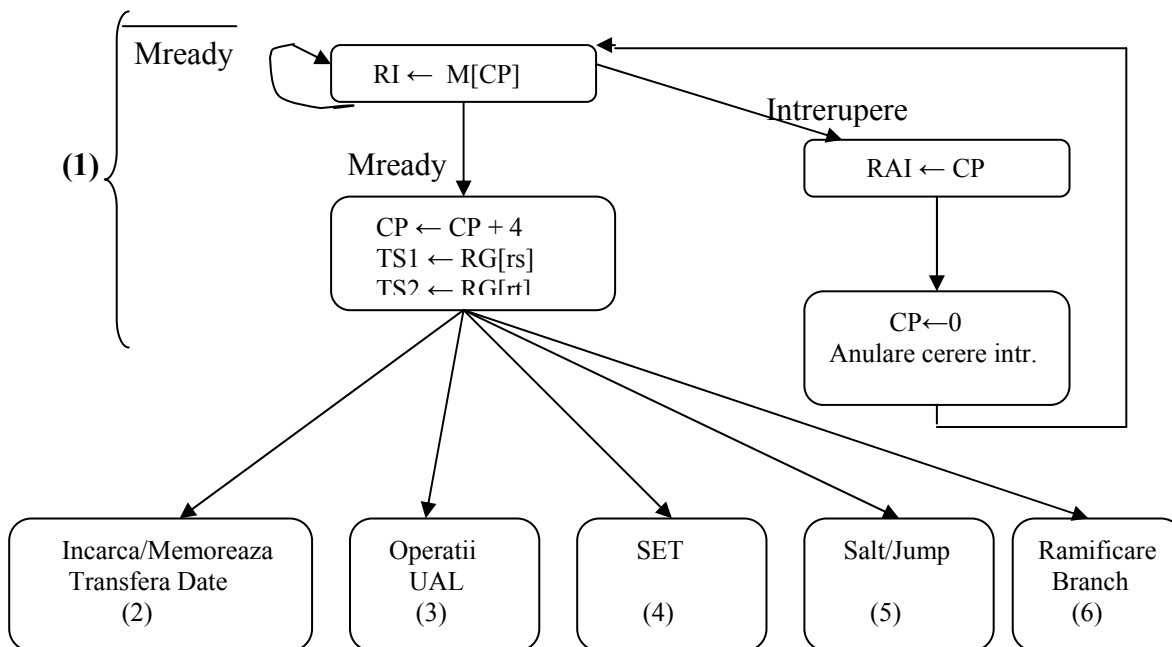 Mready
RI ← M[CP]
Intrerupere
(1)
Mready
RAI ← CP
CP ← CP + 4
TS1 ← RG[rs]
TS2 ← RG[rt]
CP←0
Anulare cerere intr.
Incarca/Memoreaza
Transfera Date
(2)
Operatii
UAL
(3)
SET
(4)
Salt/Jump
(5)
Ramificare
Branch
(6)